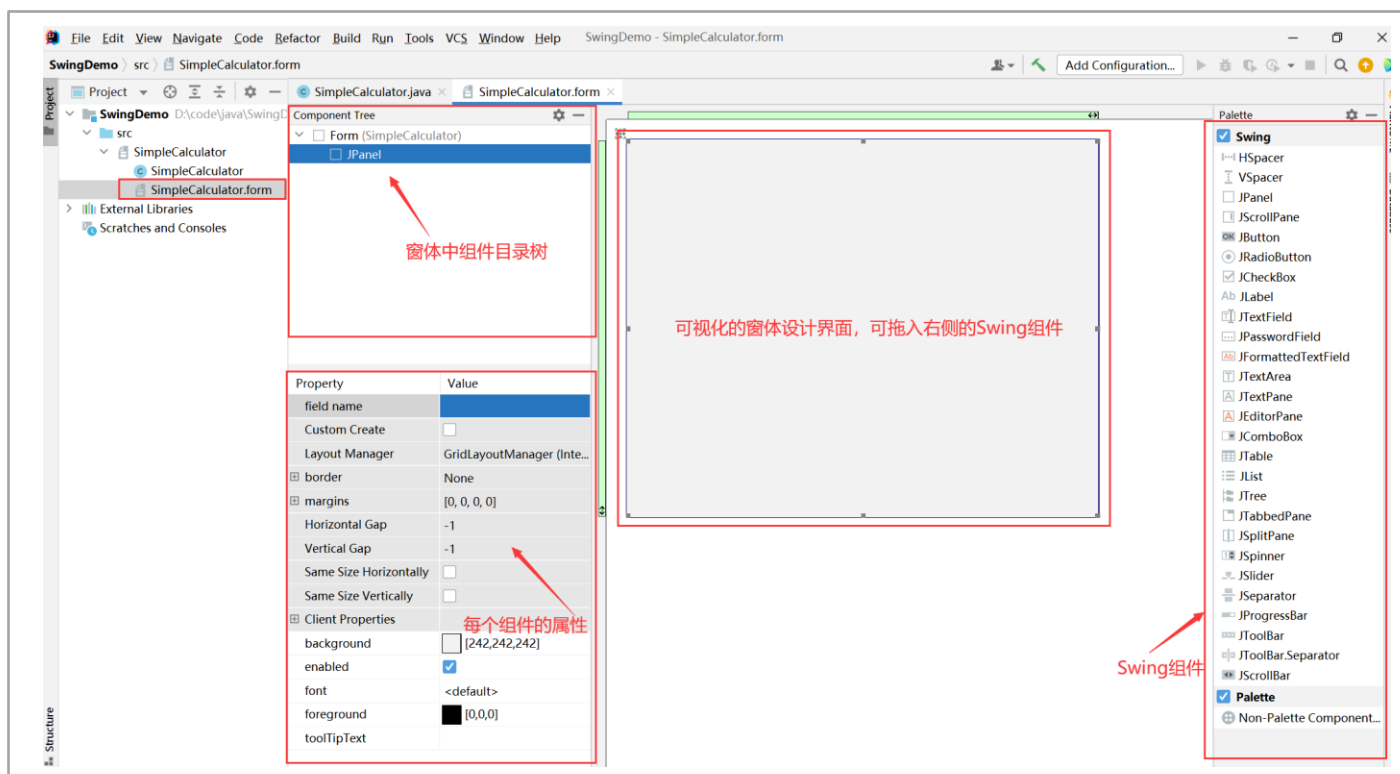 File Edit View Navigate Code Refactor Build Run Tools VCS Window Help SwingDemo - SimpleCalculator.form
SwingDemo src SimpleCalculator.form
Add Configuration...
Project
SimpleCalculator.java
SimpleCalculator.form
Project
SwingDemo D:\code\java\SwingD
src
SimpleCalculator
SimpleCalculator
SimpleCalculator.form
External Libraries
Scratches and Consoles
Structure
Component Tree
Form (SimpleCalculator)
JPanel
窗体中组件目录树
Property Value
field name
Custom Create
Layout Manager GridLayoutManager (Inte...
border None
margins [0, 0, 0, 0]
Horizontal Gap -1
Vertical Gap -1
Same Size Horizontally
Same Size Vertically
Client Properties
每个组件的属性
background [242,242,242]
enabled
font <default>
foreground [0,0,0]
toolTipText
可视化的窗体设计界面，可拖入右侧的Swing组件
Swing组件
Palette
Swing
HSpacer
VSpacer
JPanel
JScrollPane
OK JButton
JRadioButton
JCheckBox
Ab JLabel
JTextField
JPasswordField
JFormattedTextField
JTextArea
JTextPane
JEditorPane
JComboBox
JTable
JList
JTree
JTabbedPane
JSplitPane
JSpinner
JSlider
JSeparator
JProgressBar
JToolBar
JToolBar.Separator
JScrollBar
Palette
Non-Palette Component...